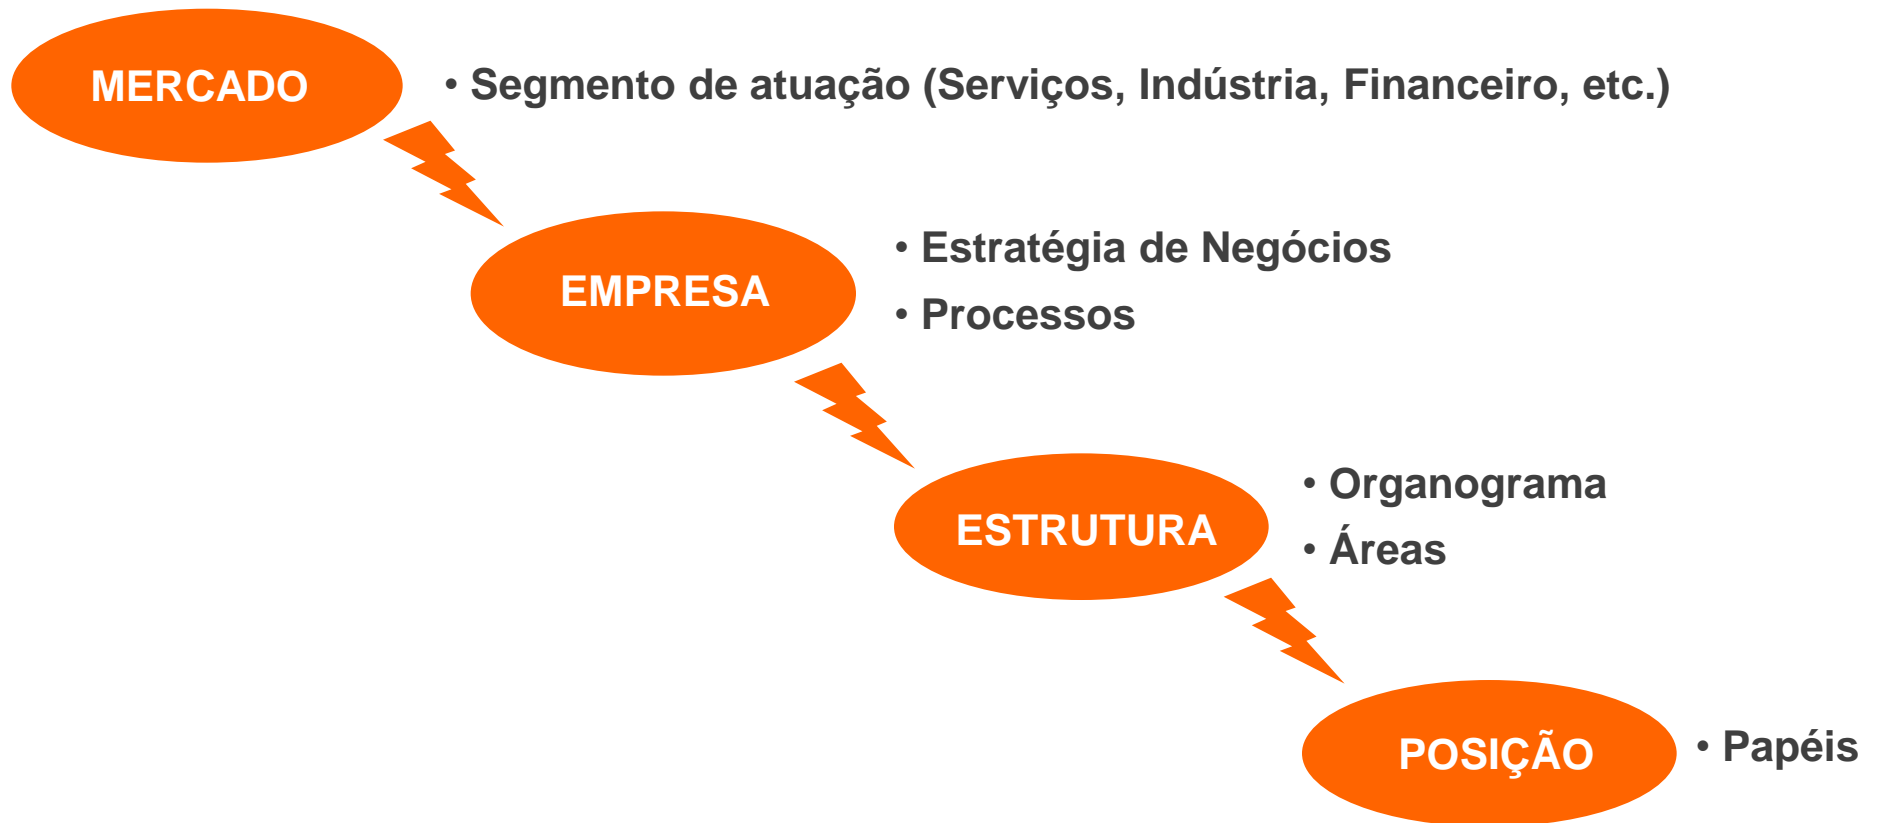 MERCADO
• Segmento de atuação (Serviços, Indústria, Financeiro, etc.)
EMPRESA
• Estratégia de Negócios
• Processos
ESTRUTURA
• Organograma
• Áreas
POSIÇÃO
• Papéis